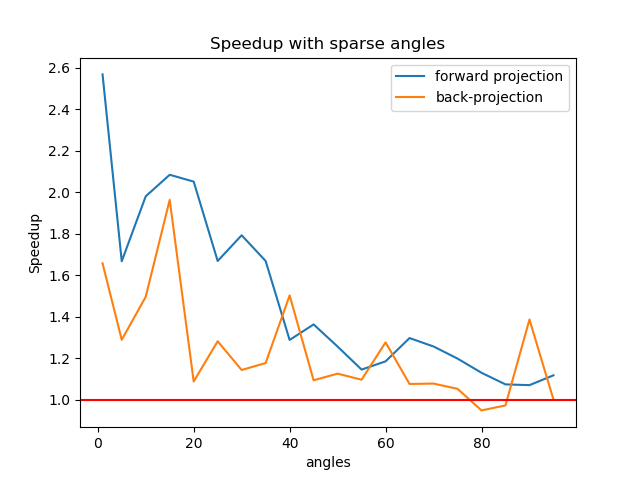 Speedup with sparse angles
forward projection
back-projection
2.6
2.4
2.2
2.0
1.8
1.6
1.4
1.2
1.0
Speedup
0 20 40 60 80
angles